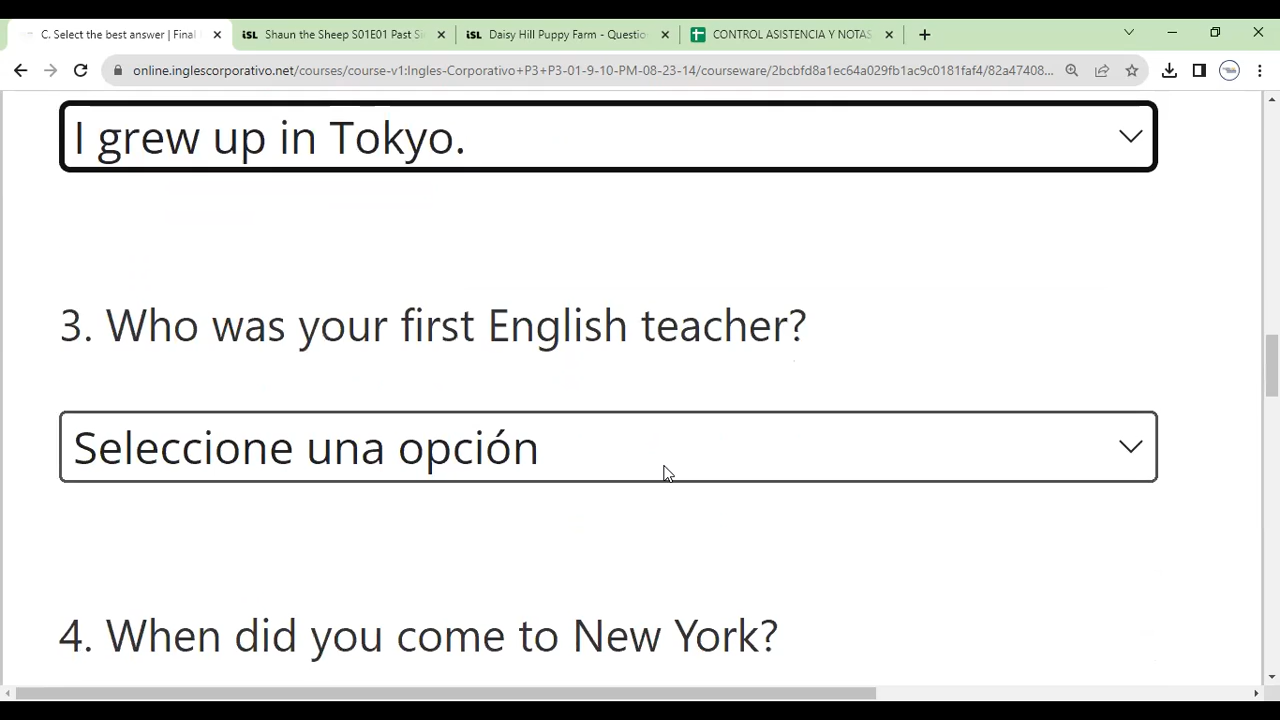 C. Select the best answer | Final
iSL Shaun the Sheep S01E01 Past Si
iSL Daisy Hill Puppy Farm - Questio
CONTROL ASISTENCIA Y NOTAS
online.inglescorporativo.net/courses/course-v1:Ingles-Corporativo+P3+P3-01-9-10-PM-08-23-14/courseware/2bcbfd8a1ec64a029fb1ac9c0181faf4/82a47408...
I grew up in Tokyo.
3. Who was your first English teacher?
Seleccione una opción
4. When did you come to New York?